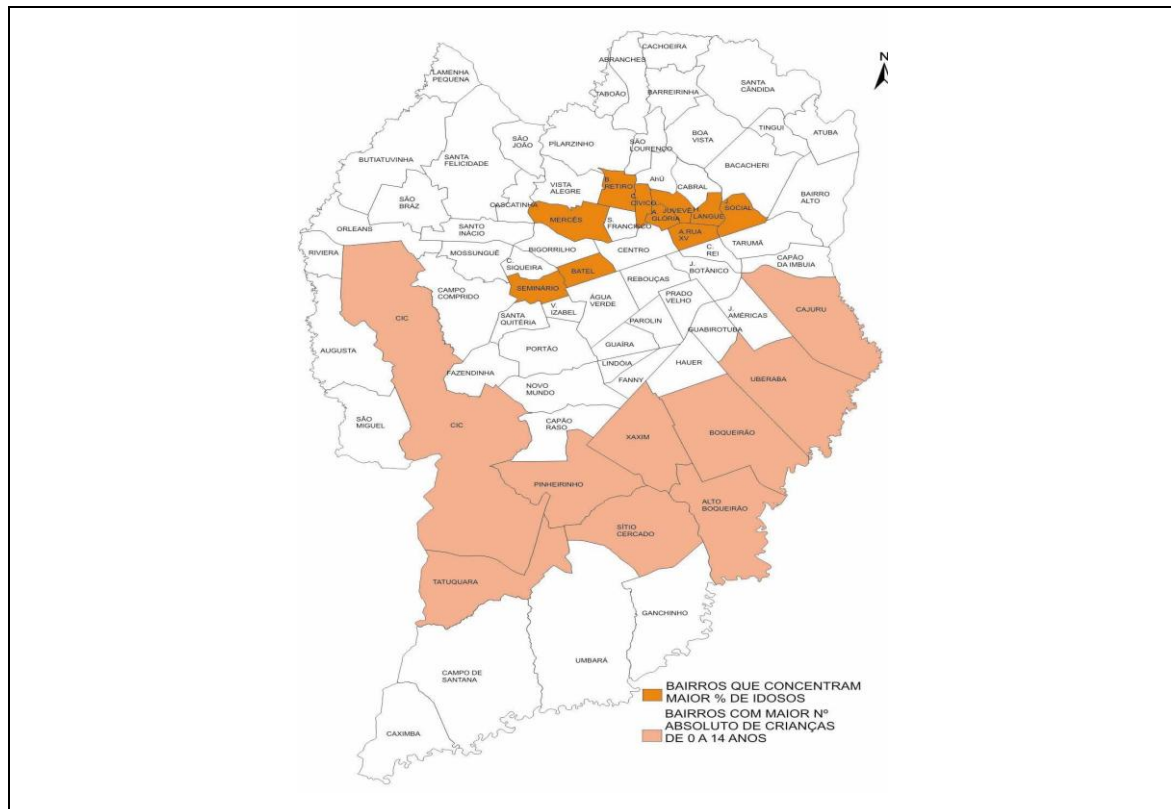 N
CACHOEIRA
ABRANCHES
LAMENHA
PEQUENA
SANTA
CÂNDIDA
TABOÃO
BARREIRINHA
TINGUI
ATUBA
BOA
VISTA
SÃO
JOÃO
PILARZINHO
SÃO
LOURENÇO
BUTIATUVINHA
SANTA
FELICIDADE
BACACHERI
AHÚ
VISTA
ALEGRE
B.
RETIRO
CABRAL
BAIRRO
ALTO
SÃO
BRÁZ
CASCATINHA
C.
CÍVICO
A.
GLORIA
JUVEVÊ
H.
LANGUE
J.
SOCIAL
MERCÊS
S.
FRANCISCO
ORLEANS
SANTO
INÁCIO
A.RUA
XV
RIVIERA
MOSSUNGUÊ
BIGORRILHO
CENTRO
C.
REI
TARUMÃ
C.
SIQUEIRA
BATEL
J.
BOTÂNICO
CAPÃO
DA IMBUIA
CAMPO
COMPRIDO
SEMINÁRIO
REBOUÇAS
ÁGUA
VERDE
PRADO
VELHO
SANTA
QUITÉRIA
V.
IZABEL
J.
AMÉRICAS
CAJURU
CIC
PAROLIN
GUABIROTUBA
AUGUSTA
PORTÃO
GUAÍRA
FAZENDINHA
LINDÓIA
HAUER
UBERABA
NOVO
MUNDO
FANNY
SÃO
MIGUEL
CIC
CAPÃO
RASO
XAXIM
BOQUEIRÃO
PINHEIRINHO
ALTO
BOQUEIRÃO
SÍTIO
CERCADO
TATUQUARA
GANCHINHO
UMBARÁ
CAMPO DE
SANTANA
CAXIMBA
BAIRROS QUE CONCENTRAM
MAIOR % DE IDOSOS
BAIRROS COM MAIOR Nº
ABSOLUTO DE CRIANÇAS
DE 0 A 14 ANOS